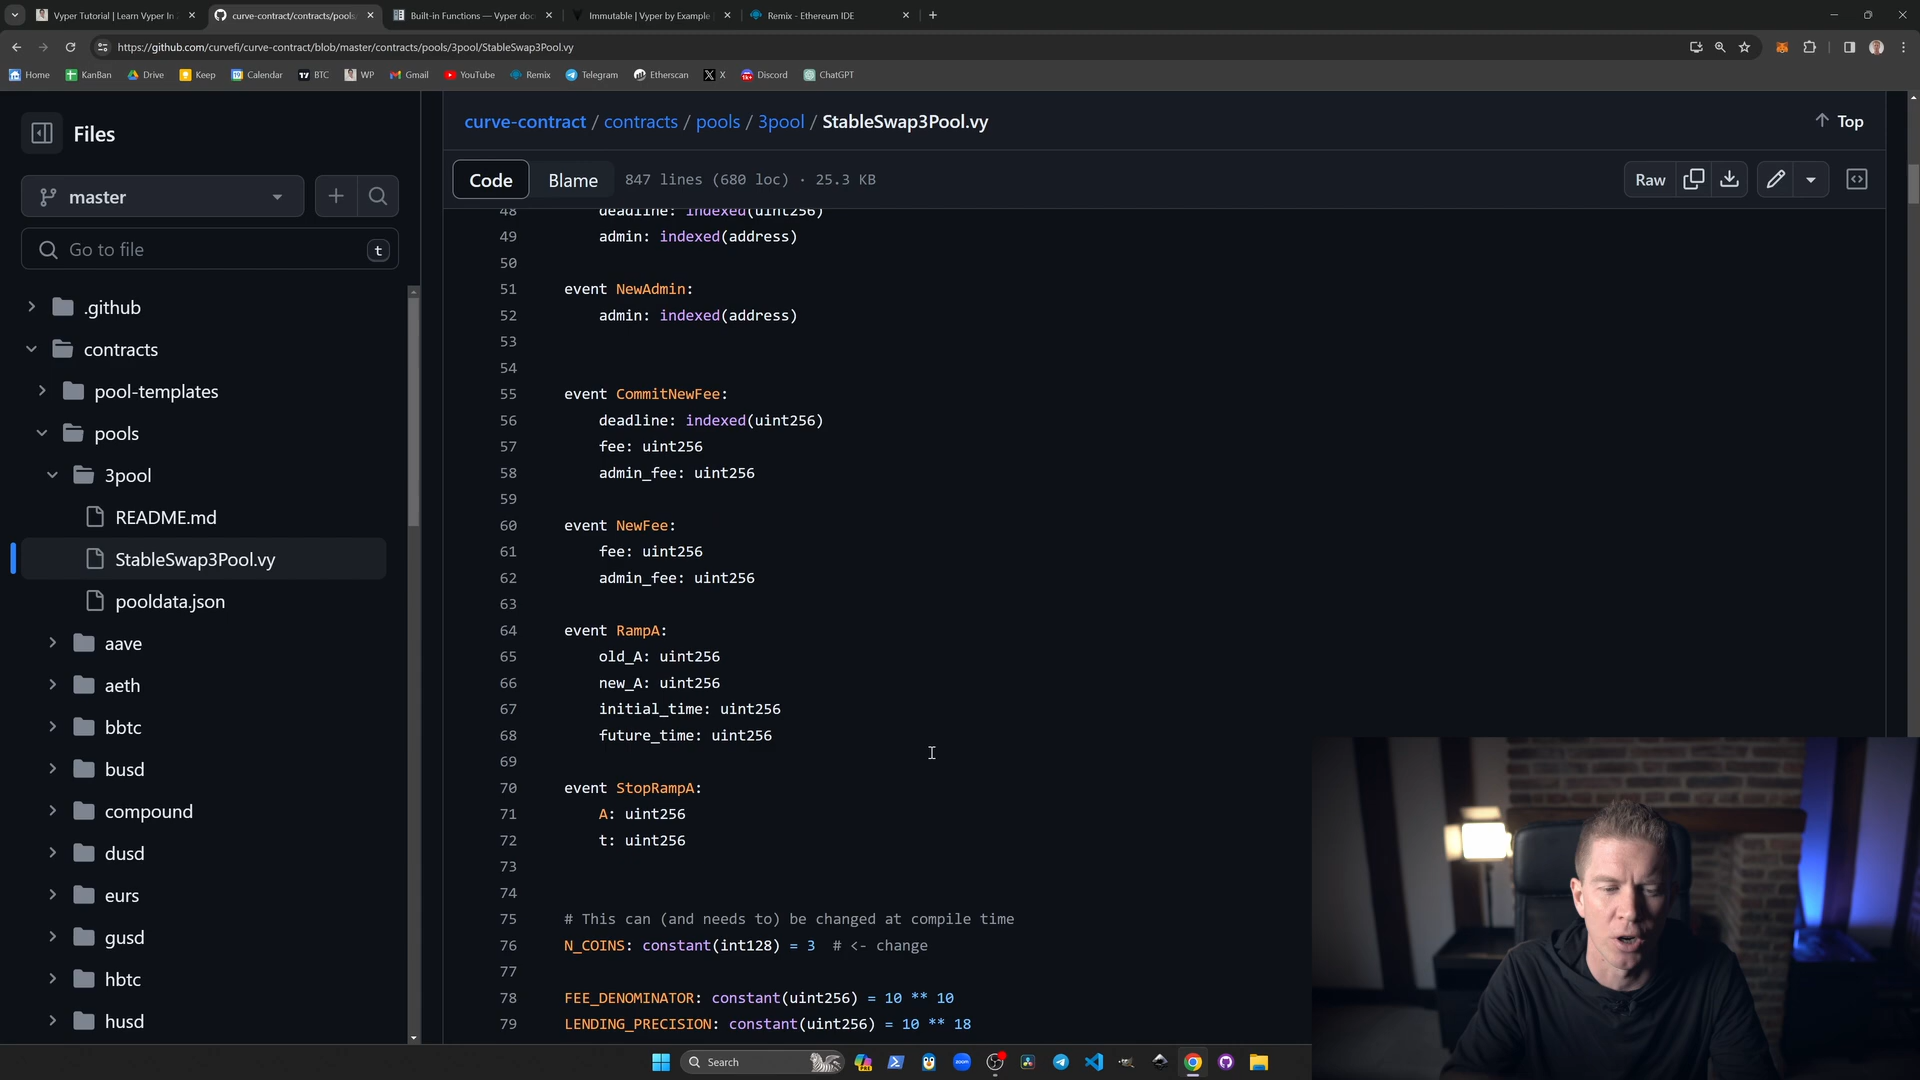 Vyper Tutorial | Learn Vyper In
curve-contract/contracts/pools
Built-in Functions — Vyper doc
Immutable | Vyper by Example
Remix - Ethereum IDE
https://github.com/curvefi/curve-contract/blob/master/contracts/pools/3pool/StableSwap3Pool.vy
Home KanBan Drive Keep Calendar BTC WP Gmail YouTube Remix Telegram Etherscan X Discord ChatGPT
Files
master
Go to file t
.github
contracts
pool-templates
pools
3pool
README.md
StableSwap3Pool.vy
pooldata.json
aave
aeth
bbtc
busd
compound
dusd
eurs
gusd
hbtc
husd
curve-contract / contracts / pools / 3pool / StableSwap3Pool.vy
Top
Code Blame 847 lines (680 loc) · 25.3 KB
Raw
48 deadline: indexed(uint256)
49 admin: indexed(address)
50
51 event NewAdmin:
52 admin: indexed(address)
53
54
55 event CommitNewFee:
56 deadline: indexed(uint256)
57 fee: uint256
58 admin_fee: uint256
59
60 event NewFee:
61 fee: uint256
62 admin_fee: uint256
63
64 event RampA:
65 old_A: uint256
66 new_A: uint256
67 initial_time: uint256
68 future_time: uint256
69
70 event StopRampA:
71 A: uint256
72 t: uint256
73
74
75 # This can (and needs to) be changed at compile time
76 N_COINS: constant(int128) = 3 # <- change
77
78 FEE_DENOMINATOR: constant(uint256) = 10 ** 10
79 LENDING_PRECISION: constant(uint256) = 10 ** 18
Search
zoom